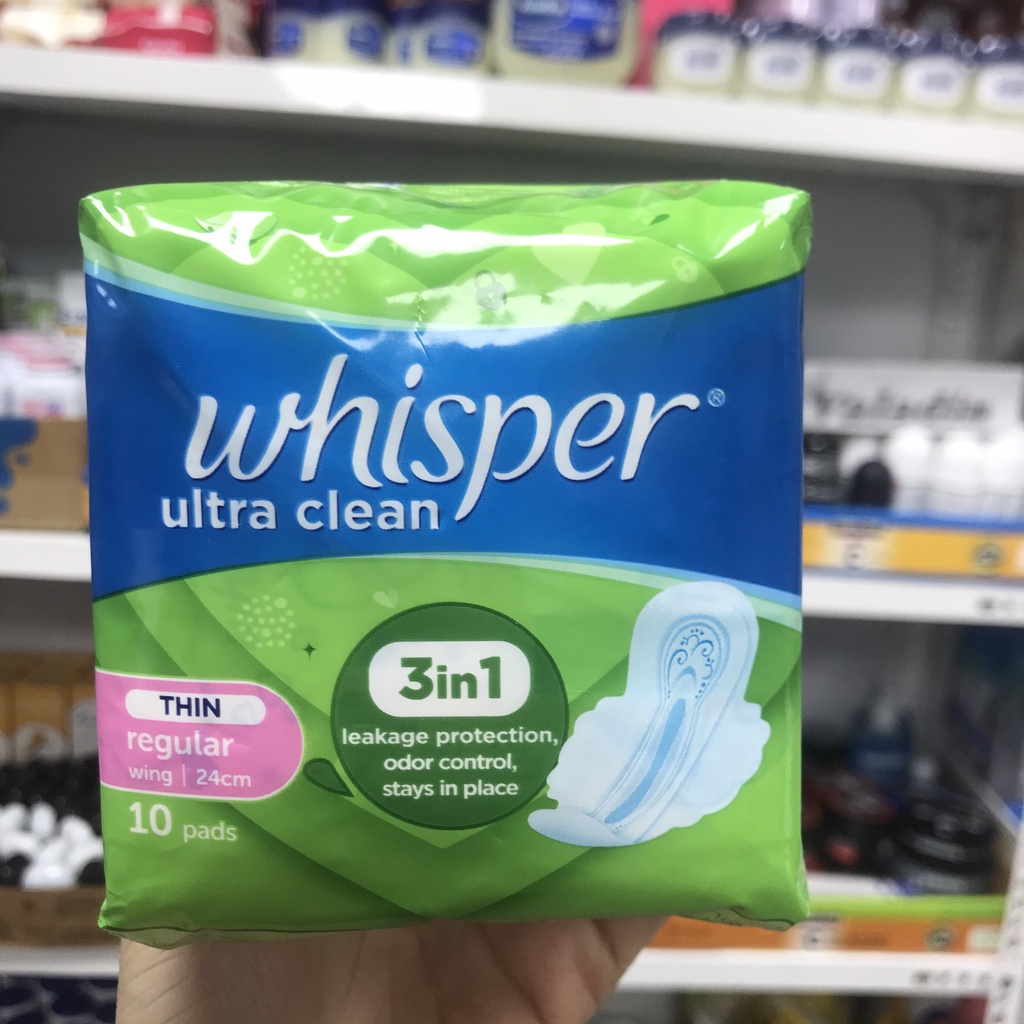 whisper®
ultra clean
3in1
leakage protection,
odor control,
stays in place
THIN
regular
wing | 24cm
10 pads